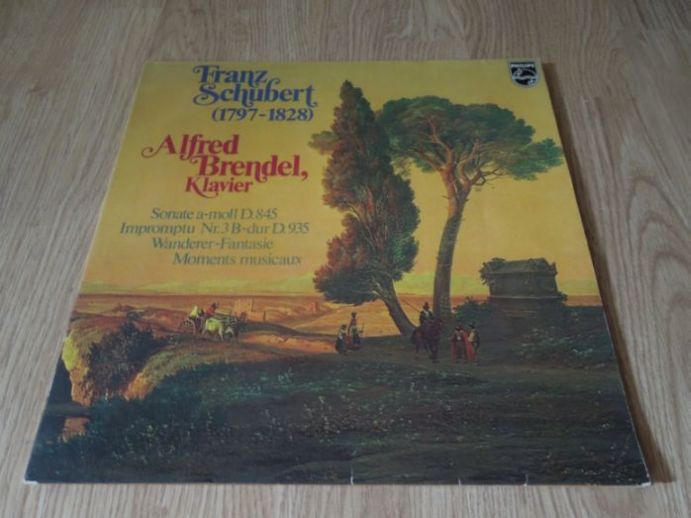 PHILIPS
Franz
Schubert
(1797-1828)
Alfred
Brendel,
Klavier
Sonate a-moll D.845
Impromptu Nr.3 B-dur D.935
Wanderer-Fantasie
Moments musicaux